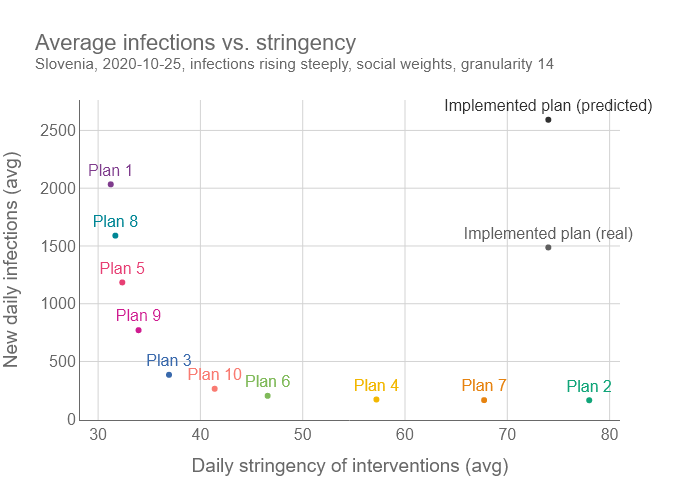 Average infections vs. stringency
Slovenia, 2020-10-25, infections rising steeply, social weights, granularity 14
Implemented plan (predicted)
2500
Plan 1
2000
Plan 8
Implemented plan (real)
1500
Plan 5
1000
Plan 9
Plan 3
500
Plan 10
Plan 6
Plan 4
Plan 7
Plan 2
0
New daily infections (avg)
30
40
50
60
70
80
Daily stringency of interventions (avg)